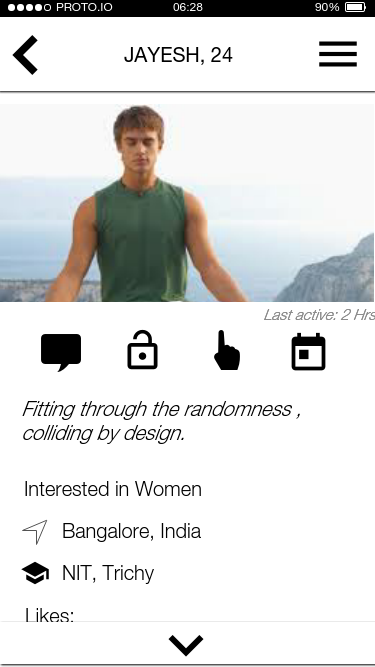 PROTO.IO 06:28 90%
JAYESH, 24
Last active: 2 Hrs
Fitting through the randomness ,
colliding by design.
Interested in Women
Bangalore, India
NIT, Trichy
Likes: